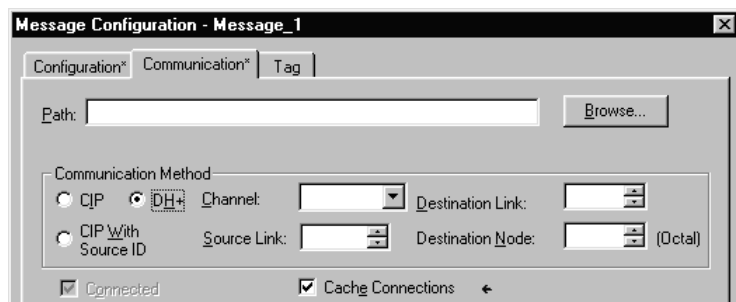 Message Configuration - Message_1
Configuration* Communication* Tag
Path: Browse...
Communication Method
CIP DH+ Channel: Destination Link:
CIP With Source ID Source Link: Destination Node: (Octal)
Connected Cache Connections ←